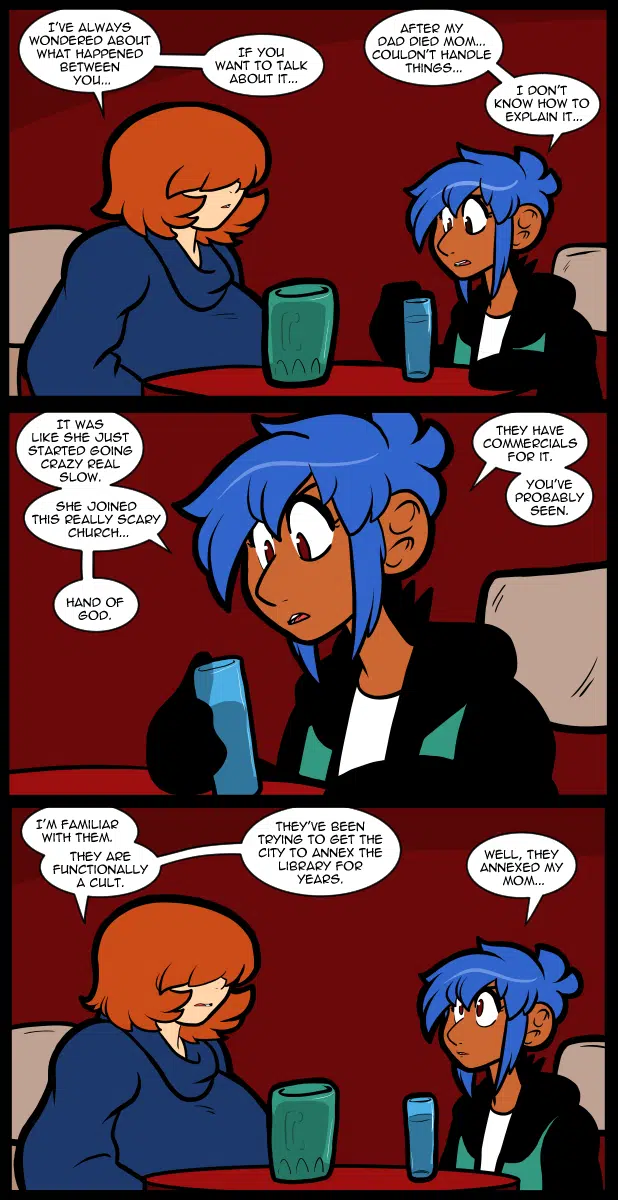 I'VE ALWAYS
WONDERED ABOUT
WHAT HAPPENED
BETWEEN
YOU...
IF YOU
WANT TO TALK
ABOUT IT...
AFTER MY
DAD DIED MOM...
COULDN'T HANDLE
THINGS...
I DON'T
KNOW HOW TO
EXPLAIN IT...
IT WAS
LIKE SHE JUST
STARTED GOING
CRAZY REAL
SLOW.
SHE JOINED
THIS REALLY SCARY
CHURCH...
HAND OF
GOD.
THEY HAVE
COMMERCIALS
FOR IT.
YOU'VE
PROBABLY
SEEN.
I'M FAMILIAR
WITH THEM.
THEY ARE
FUNCTIONALLY
A CULT.
THEY'VE BEEN
TRYING TO GET THE
CITY TO ANNEX THE
LIBRARY FOR
YEARS.
WELL, THEY
ANNEXED MY
MOM...